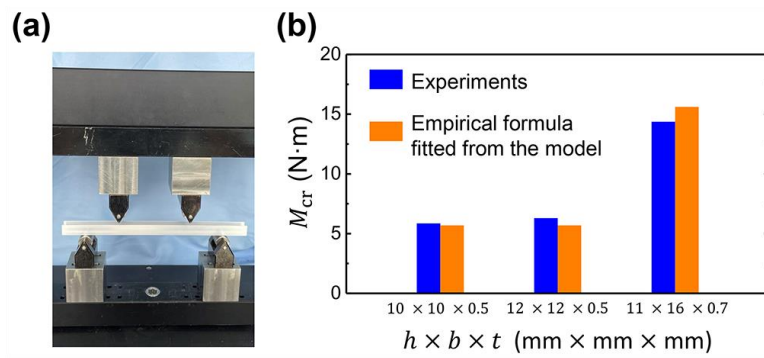 (a)
(b)
20
15
10
5
0
M_cr (N·m)
Experiments
Empirical formula
fitted from the model
10 × 10 × 0.5
12 × 12 × 0.5
11 × 16 × 0.7
h × b × t (mm × mm × mm)